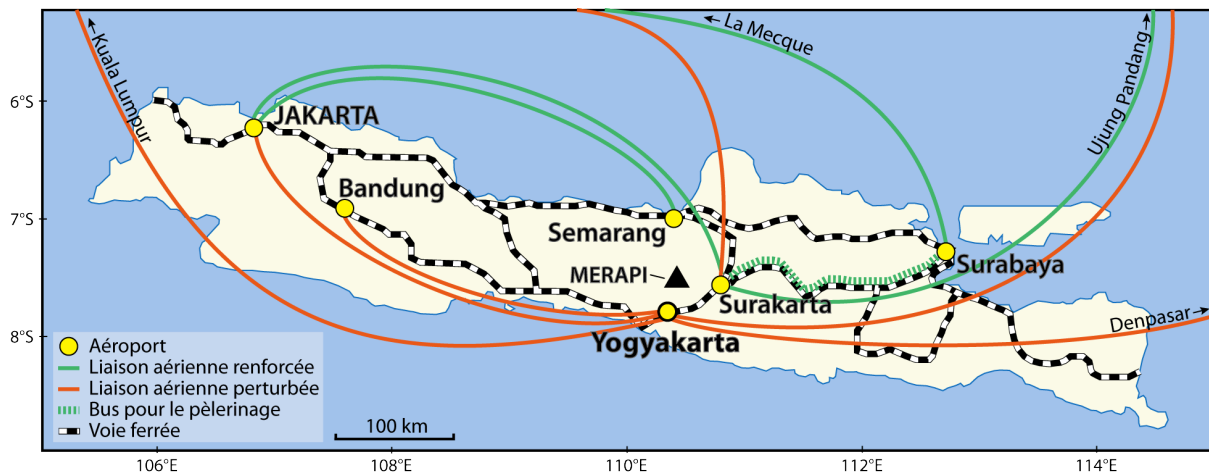 La Mecque
Kuala Lumpur
Ujung Pandang
6°S
JAKARTA
Bandung
7°S
Semarang
MERAPI
Surabaya
Surakarta
Denpasar
8°S
Yogyakarta
Aéroport
Liaison aérienne renforcée
Liaison aérienne perturbée
Bus pour le pèlerinage
Voie ferrée
100 km
106°E
108°E
110°E
112°E
114°E